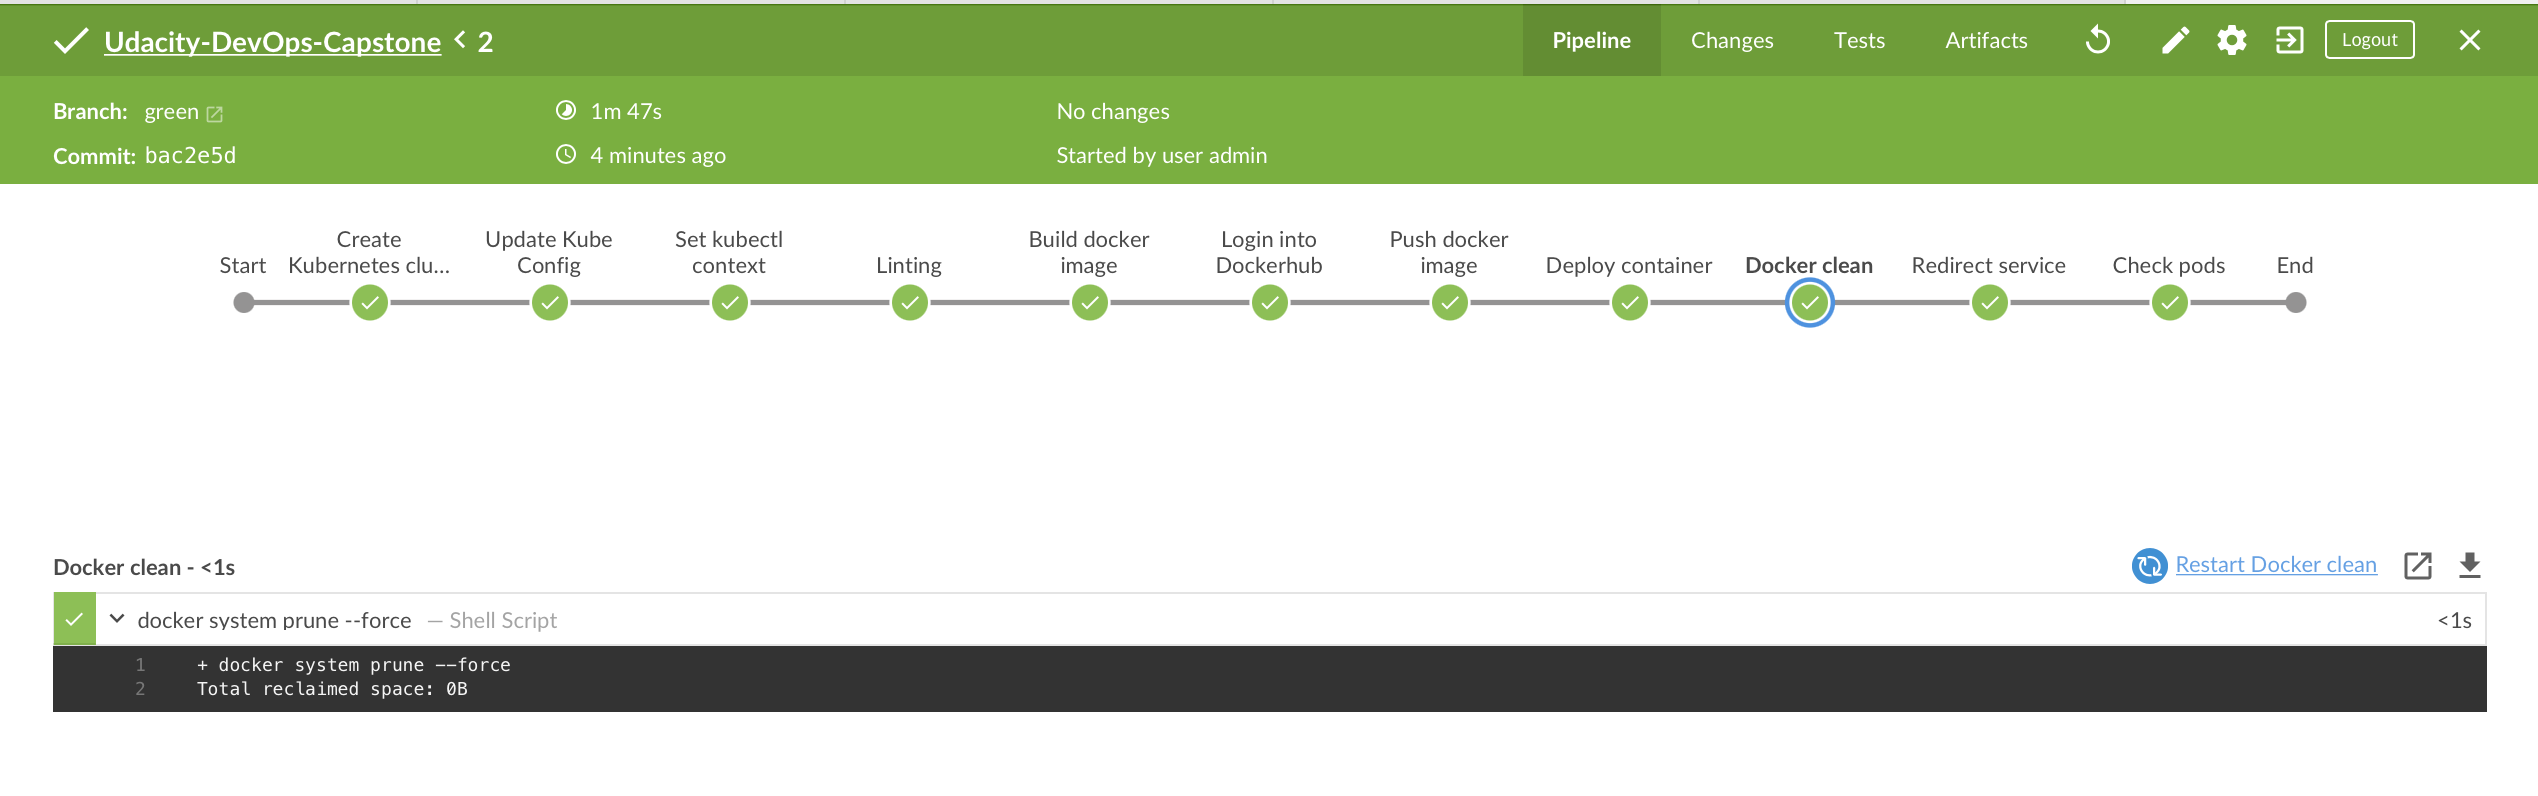 Udacity-DevOps-Capstone < 2
Pipeline Changes Tests Artifacts Logout
Branch: green 1m 47s No changes
Commit: bac2e5d 4 minutes ago Started by user admin
Start
Create
Kubernetes clu...
Update Kube
Config
Set kubectl
context
Linting
Build docker
image
Login into
Dockerhub
Push docker
image
Deploy container
Docker clean
Redirect service
Check pods
End
Docker clean - <1s Restart Docker clean
docker system prune --force — Shell Script <1s
1 + docker system prune --force
2 Total reclaimed space: 0B